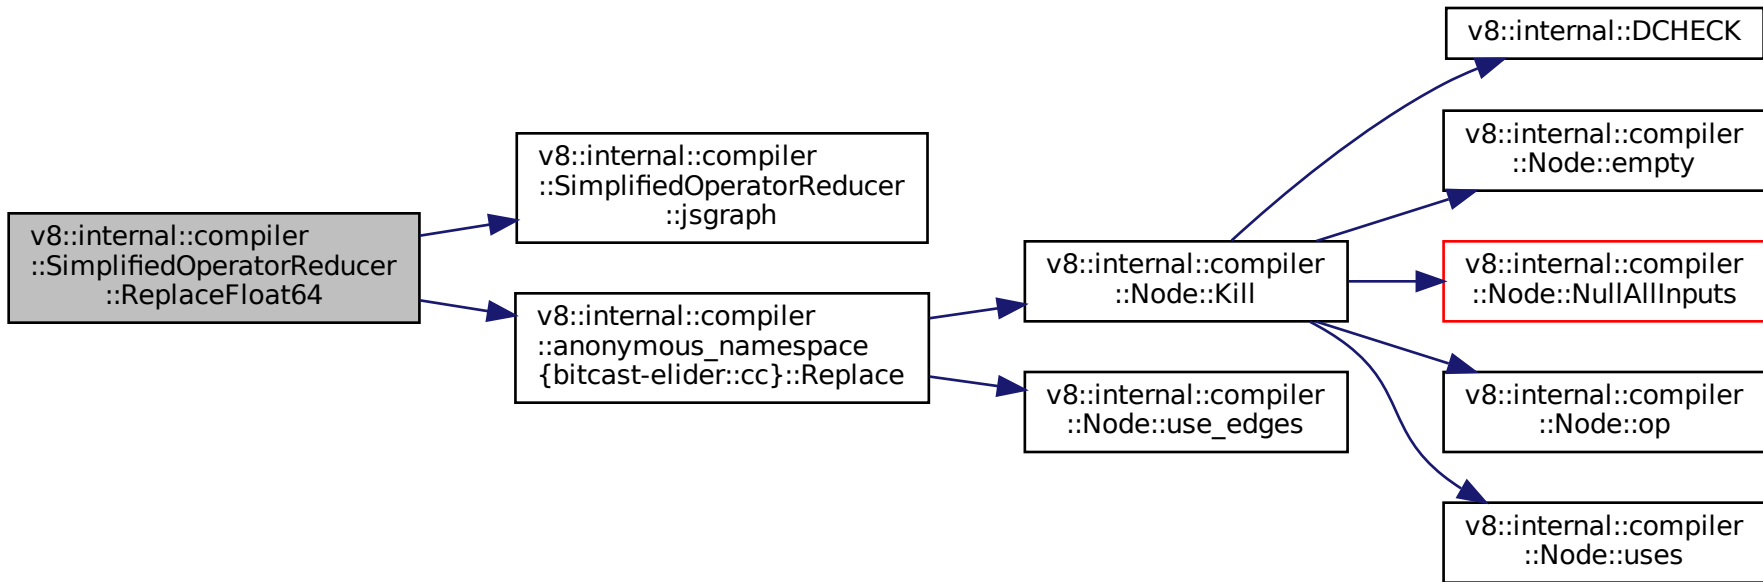 v8::internal::compiler
::SimplifiedOperatorReducer
::ReplaceFloat64
v8::internal::compiler
::SimplifiedOperatorReducer
::jsgraph
v8::internal::compiler
::anonymous_namespace
{bitcast-elider::cc}::Replace
v8::internal::compiler
::Node::Kill
v8::internal::compiler
::Node::use_edges
v8::internal::DCHECK
v8::internal::compiler
::Node::empty
v8::internal::compiler
::Node::NullAllInputs
v8::internal::compiler
::Node::op
v8::internal::compiler
::Node::uses